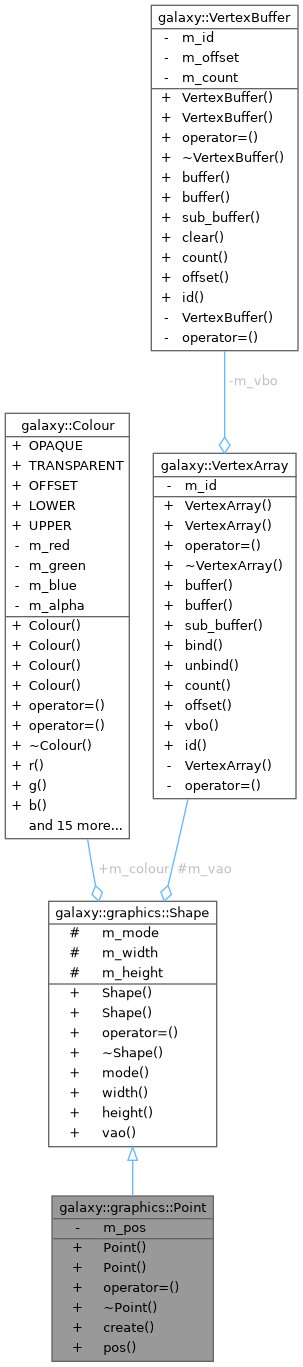 galaxy::VertexBuffer
- m_id
- m_offset
- m_count
+ VertexBuffer()
+ VertexBuffer()
+ operator=()
+ ~VertexBuffer()
+ buffer()
+ buffer()
+ sub_buffer()
+ clear()
+ count()
+ offset()
+ id()
- VertexBuffer()
- operator=()
-m_vbo
galaxy::Colour
+ OPAQUE
+ TRANSPARENT
+ OFFSET
+ LOWER
+ UPPER
- m_red
- m_green
- m_blue
- m_alpha
+ Colour()
+ Colour()
+ Colour()
+ Colour()
+ operator=()
+ operator=()
+ ~Colour()
+ r()
+ g()
+ b()
and 15 more...
galaxy::VertexArray
- m_id
+ VertexArray()
+ VertexArray()
+ operator=()
+ ~VertexArray()
+ buffer()
+ buffer()
+ sub_buffer()
+ bind()
+ unbind()
+ count()
+ offset()
+ vbo()
+ id()
- VertexArray()
- operator=()
+m_colour #m_vao
galaxy::graphics::Shape
# m_mode
# m_width
# m_height
+ Shape()
+ Shape()
+ operator=()
+ ~Shape()
+ mode()
+ width()
+ height()
+ vao()
galaxy::graphics::Point
- m_pos
+ Point()
+ Point()
+ operator=()
+ ~Point()
+ create()
+ pos()